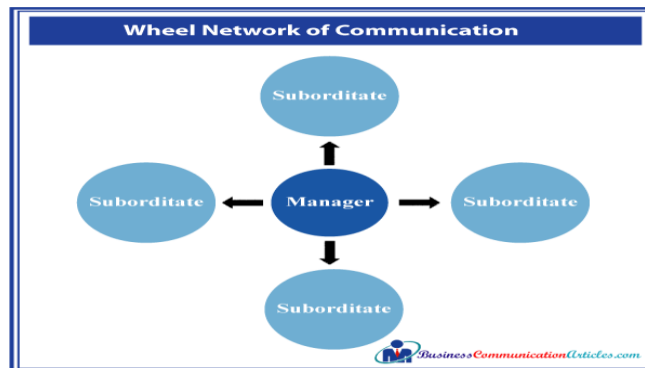 Wheel Network of Communication
Suborditate
Suborditate
Manager
Suborditate
Suborditate
BusinessCommunicationArticles.com